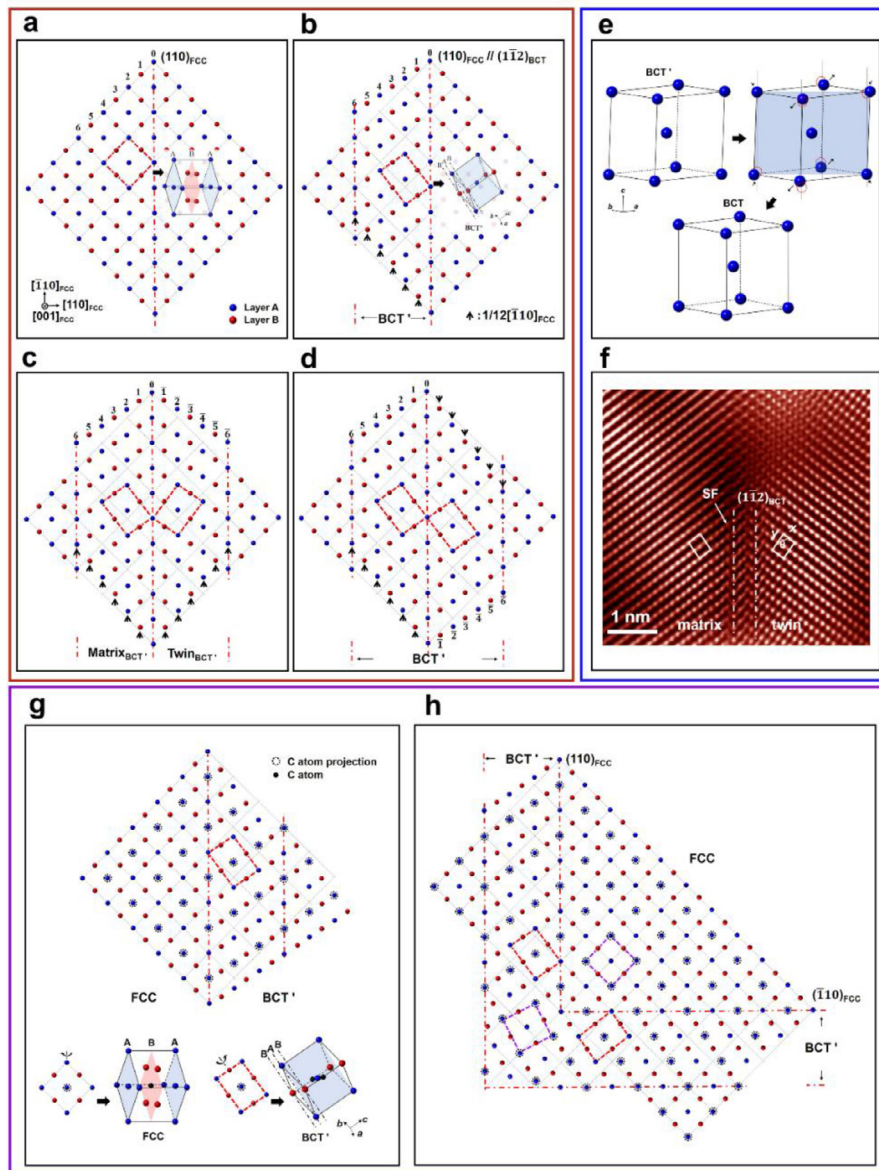 a
0
1
2
3
4
5
6
(110)FCC
A B A
[1̄10]FCC
[110]FCC
[001]FCC
Layer A
Layer B
b
0
1
2
3
4
5
6
(110)FCC // (11̄2)BCT
B A B
b c
a
BCT'
BCT'
: 1/12[1̄10]FCC
c
0
1 1̄
2 2̄
3 3̄
4 4̄
5 5̄
6 6̄
MatrixBCT' TwinBCT'
d
0
1
2
3
4
5
6
1̄
2̄
3̄
4̄
5̄
6̄
BCT'
e
BCT'
c
b a
BCT
f
SF
(11̄2)BCT
1 nm
matrix
twin
g
C atom projection
C atom
FCC
BCT'
A B A
FCC
B A B
b c
a
BCT'
h
BCT'
(110)FCC
FCC
(1̄10)FCC
BCT'